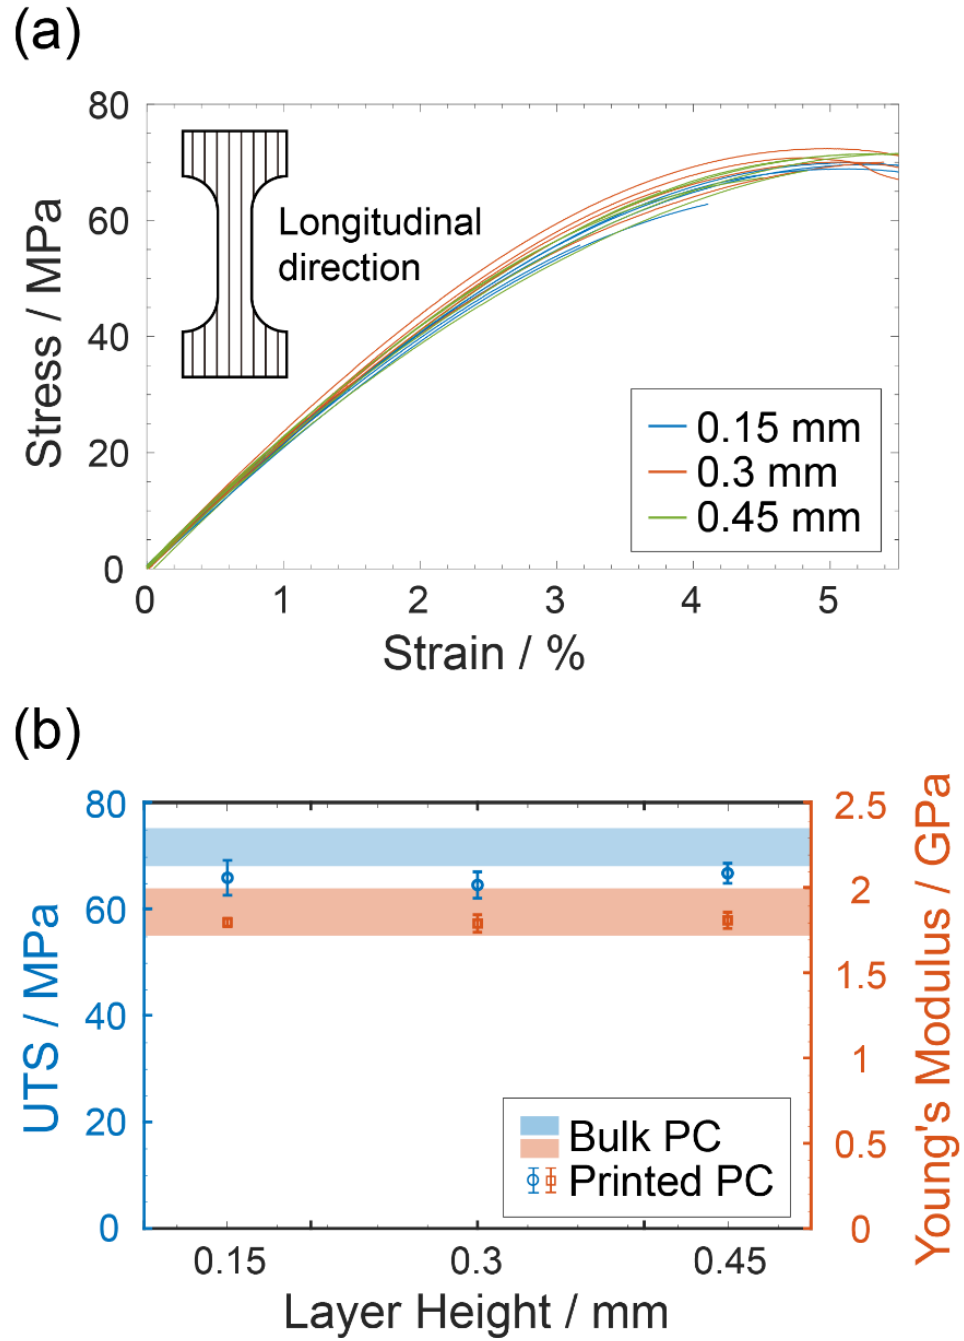 (a)
80
60
40
20
0
Stress / MPa
Longitudinal
direction
0.15 mm
0.3 mm
0.45 mm
0 1 2 3 4 5
Strain / %
(b)
80
60
40
20
0
UTS / MPa
2.5
2
1.5
1
0.5
0
Young's Modulus / GPa
Bulk PC
Printed PC
0.15 0.3 0.45
Layer Height / mm